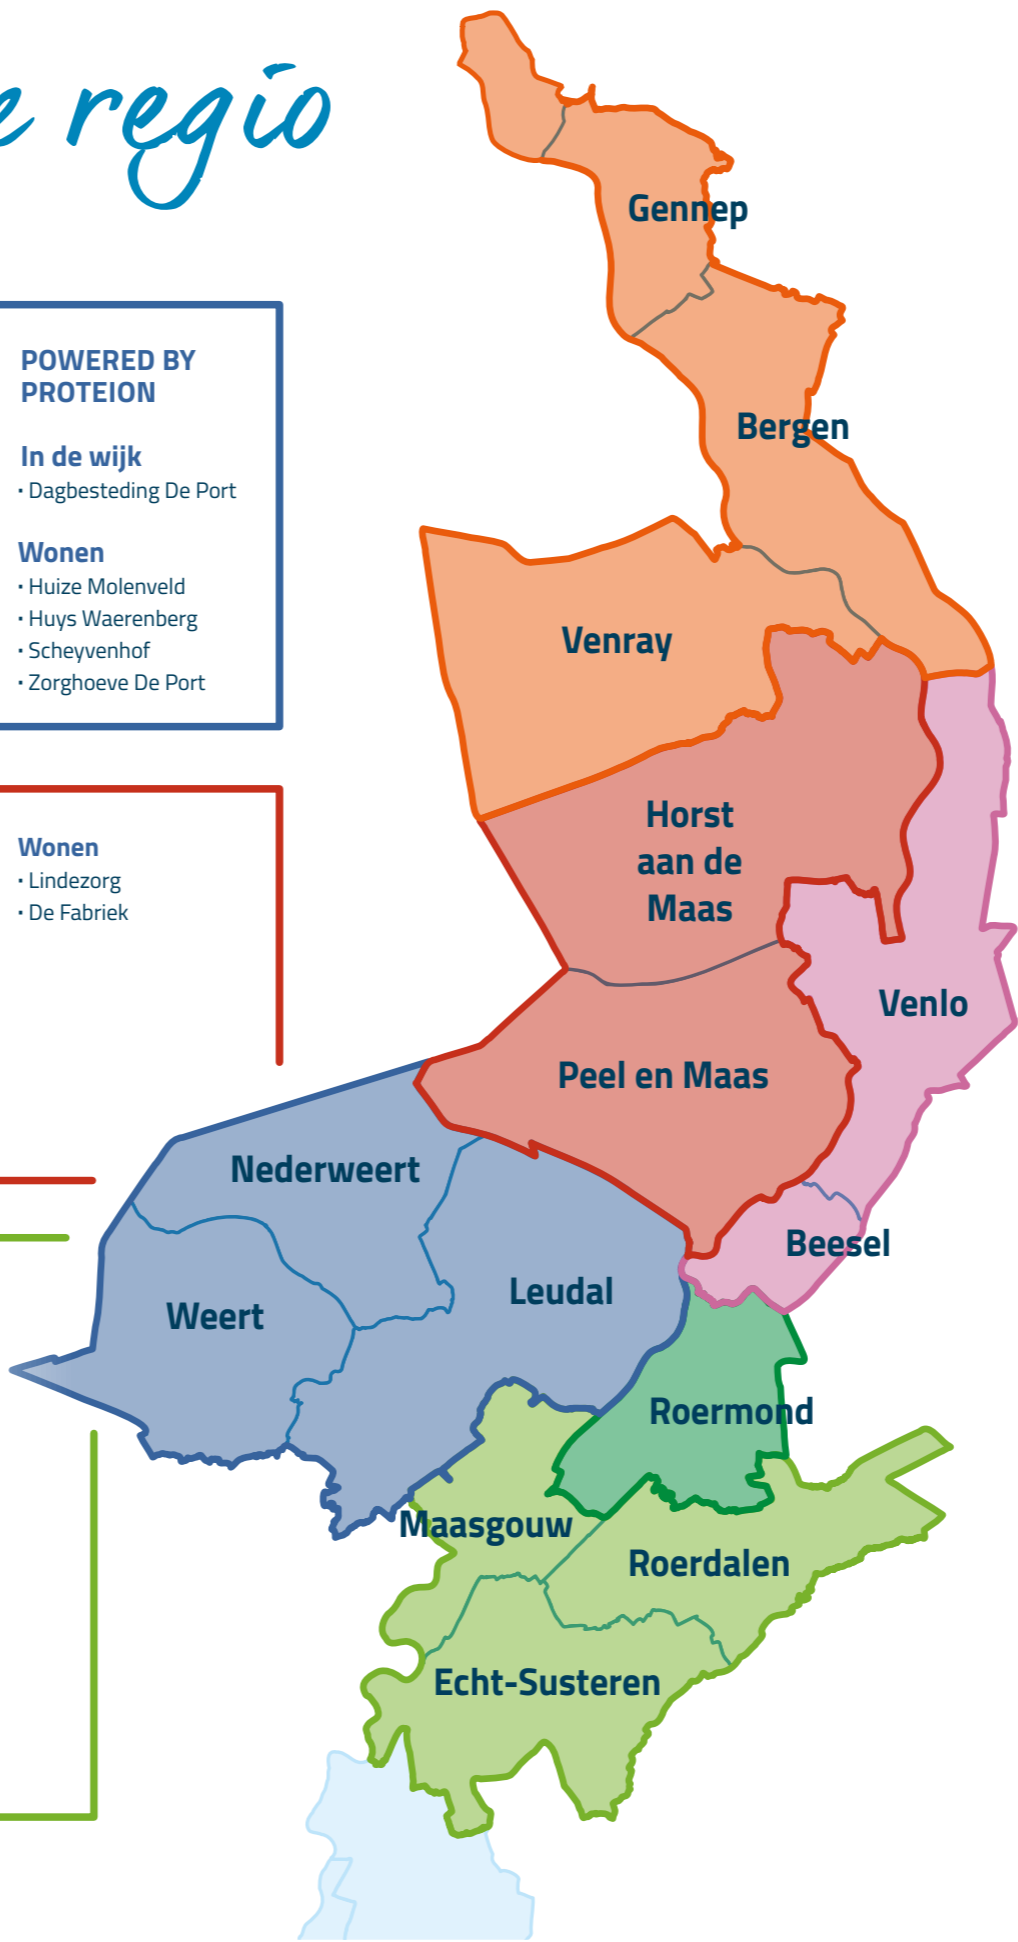 e regio
POWERED BY
PROTEION
In de wijk
· Dagbesteding De Port
Wonen
· Huize Molenveld
· Huys Waerenberg
· Scheyvenhof
· Zorghoeve De Port
Wonen
· Lindezorg
· De Fabriek
Gennep
Bergen
Venray
Horst
aan de
Maas
Venlo
Peel en Maas
Nederweert
Beesel
Leudal
Weert
Roermond
Maasgouw
Roerdalen
Echt-Susteren